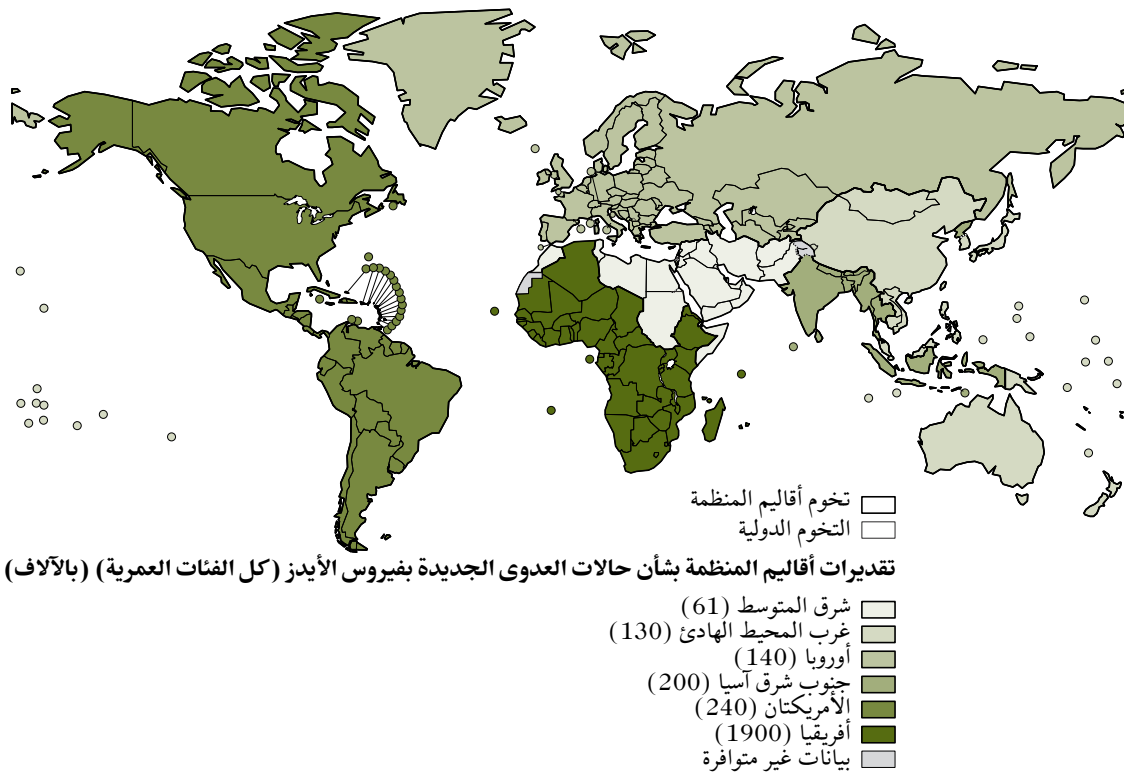 تخوم أقاليم المنظمة
التخوم الدولية
تقديرات أقاليم المنظمة بشأن حالات العدوى الجديدة بفيروس الأيدز (كل الفئات العمرية) (بالآلاف)
شرق المتوسط (61)
غرب المحيط الهادئ (130)
أوروبا (140)
جنوب شرق آسيا (200)
الأمريكتان (240)
أفريقيا (1900)
بيانات غير متوافرة